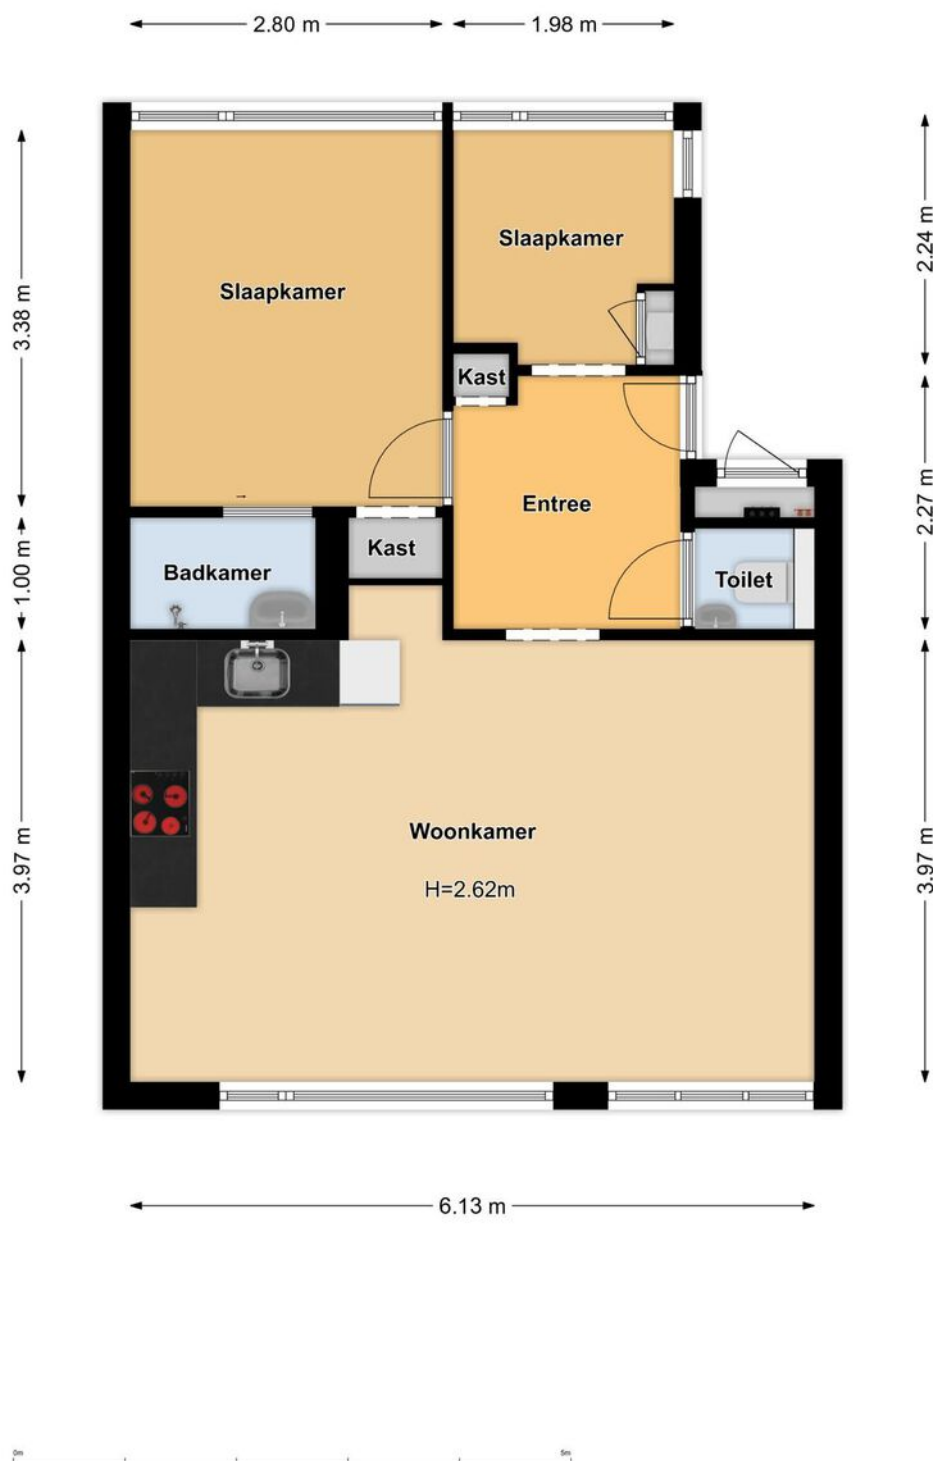 2.80 m
1.98 m
3.38 m
2.24 m
Slaapkamer
Slaapkamer
Kast
Entree
2.27 m
1.00 m
Badkamer
Kast
Toilet
3.97 m
Woonkamer
H=2.62m
3.97 m
6.13 m
0m
5m